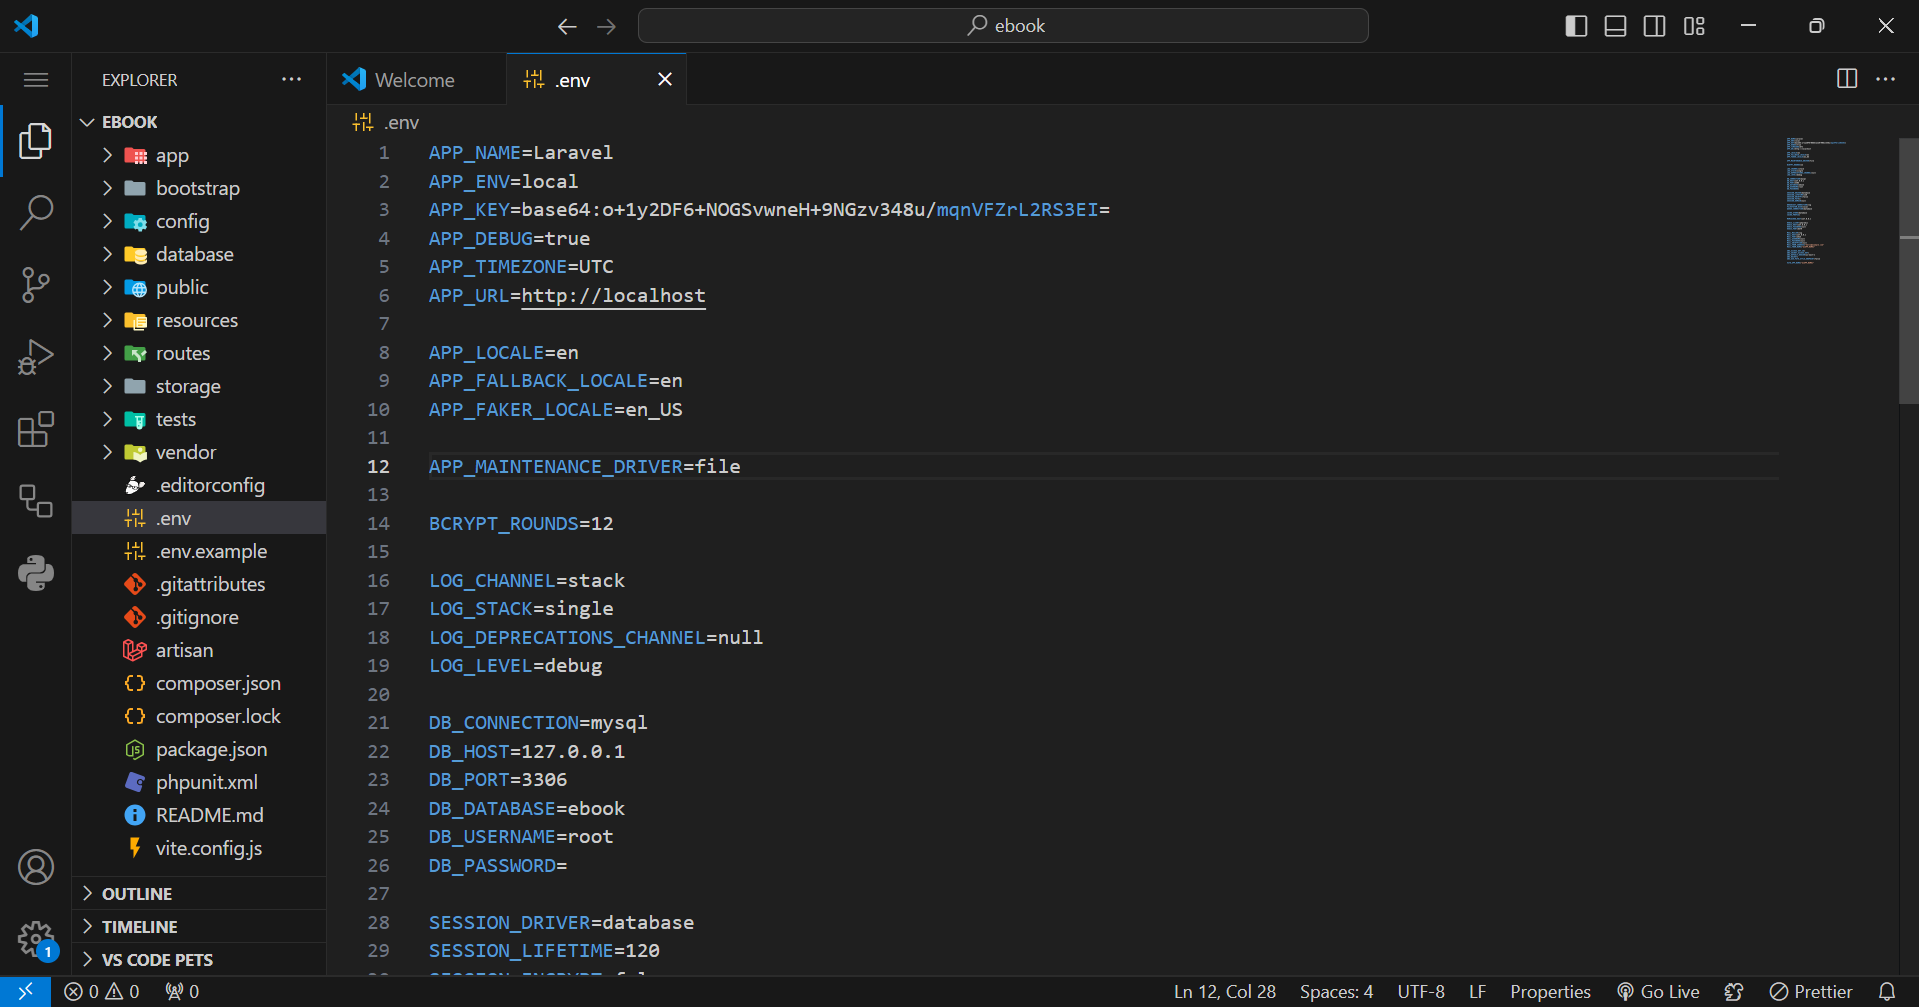 ebook
EXPLORER
EBOOK
app
bootstrap
config
database
public
resources
routes
storage
tests
vendor
.editorconfig
.env
.env.example
.gitattributes
.gitignore
artisan
composer.json
composer.lock
package.json
phpunit.xml
README.md
vite.config.js
OUTLINE
TIMELINE
VS CODE PETS
1
Welcome
.env
.env
1 APP_NAME=Laravel
2 APP_ENV=local
3 APP_KEY=base64:o+1y2DF6+NOGSvwneH+9NGzv348u/mqnVFZrL2RS3EI=
4 APP_DEBUG=true
5 APP_TIMEZONE=UTC
6 APP_URL=http://localhost
7
8 APP_LOCALE=en
9 APP_FALLBACK_LOCALE=en
10 APP_FAKER_LOCALE=en_US
11
12 APP_MAINTENANCE_DRIVER=file
13
14 BCRYPT_ROUNDS=12
15
16 LOG_CHANNEL=stack
17 LOG_STACK=single
18 LOG_DEPRECATIONS_CHANNEL=null
19 LOG_LEVEL=debug
20
21 DB_CONNECTION=mysql
22 DB_HOST=127.0.0.1
23 DB_PORT=3306
24 DB_DATABASE=ebook
25 DB_USERNAME=root
26 DB_PASSWORD=
27
28 SESSION_DRIVER=database
29 SESSION_LIFETIME=120
0 0 0
Ln 12, Col 28 Spaces: 4 UTF-8 LF Properties Go Live Prettier